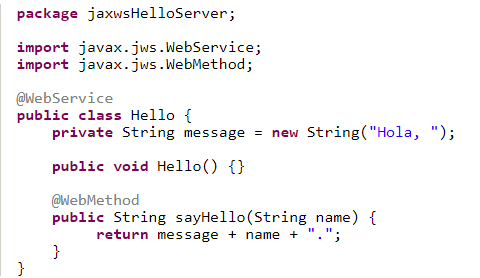 package jaxwsHelloServer;
import javax.jws.WebService;
import javax.jws.WebMethod;
@WebService
public class Hello {
private String message = new String("Hola, ");
public void Hello() {}
@WebMethod
public String sayHello(String name) {
return message + name + ".";
}
}